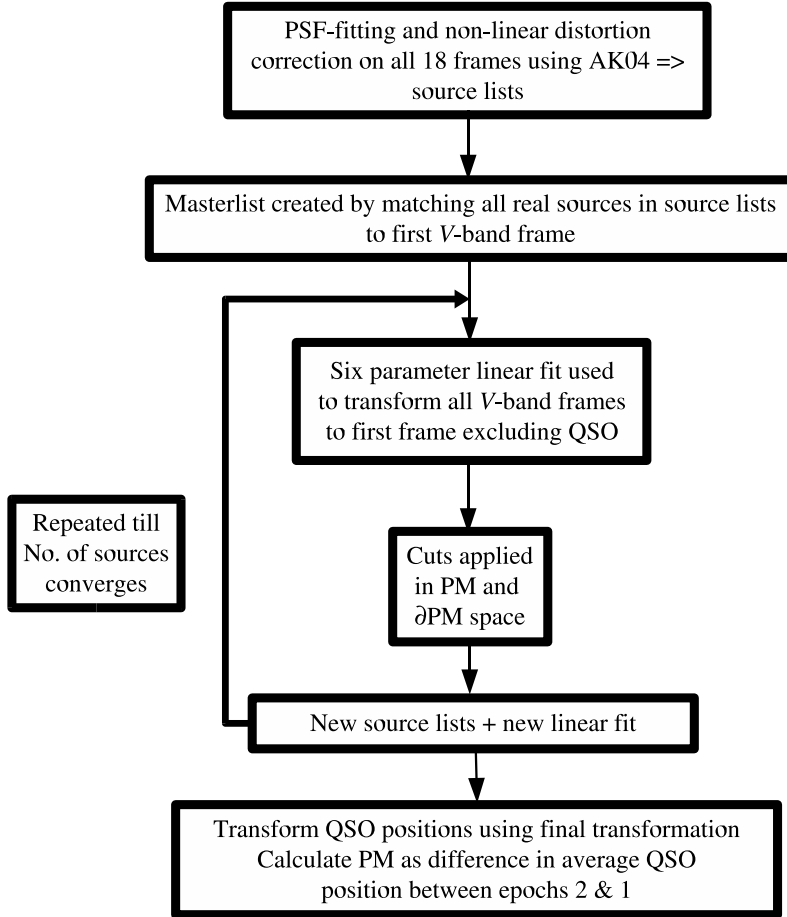 PSF-fitting and non-linear distortion
correction on all 18 frames using AK04 =>
source lists
Masterlist created by matching all real sources in source lists
to first V-band frame
Six parameter linear fit used
to transform all V-band frames
to first frame excluding QSO
Repeated till
No. of sources
converges
Cuts applied
in PM and
∂PM space
New source lists + new linear fit
Transform QSO positions using final transformation
Calculate PM as difference in average QSO
position between epochs 2 & 1